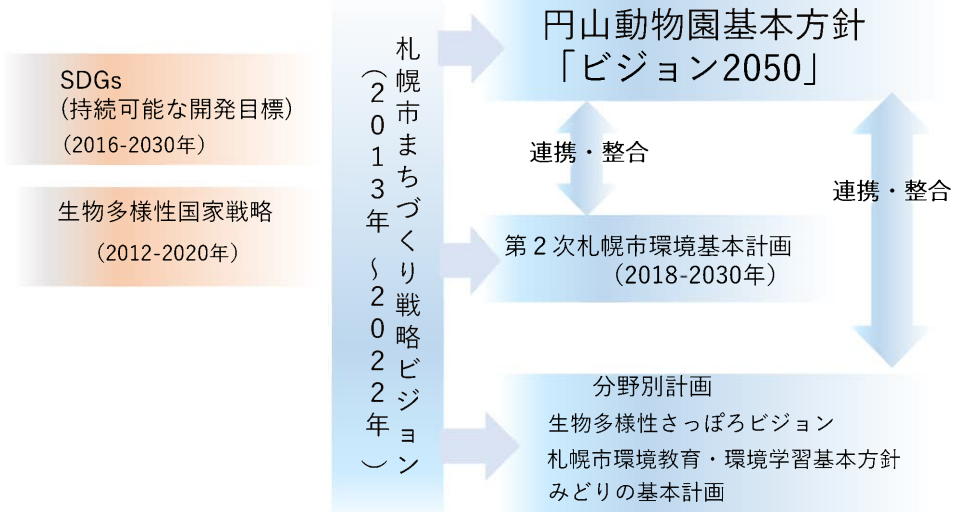 SDGs
(持続可能な開発目標)
（2016-2030年）
生物多様性国家戦略
（2012-2020年）
札幌市まちづくり戦略ビジョン
（２０１３年～２０２２年）
円山動物園基本方針
「ビジョン2050」
連携・整合
連携・整合
第２次札幌市環境基本計画
（2018-2030年）
分野別計画
生物多様性さっぽろビジョン
札幌市環境教育・環境学習基本方針
みどりの基本計画